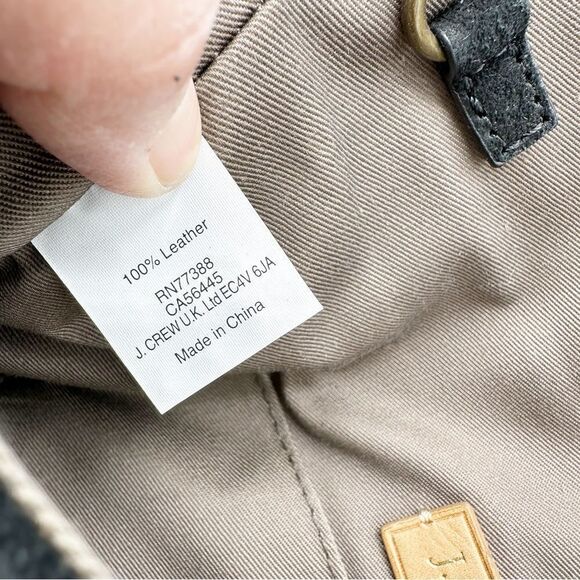 100% Leather
RN77388
CA56445
J. CREW U.K. Ltd EC4V 6JA
Made in China
J